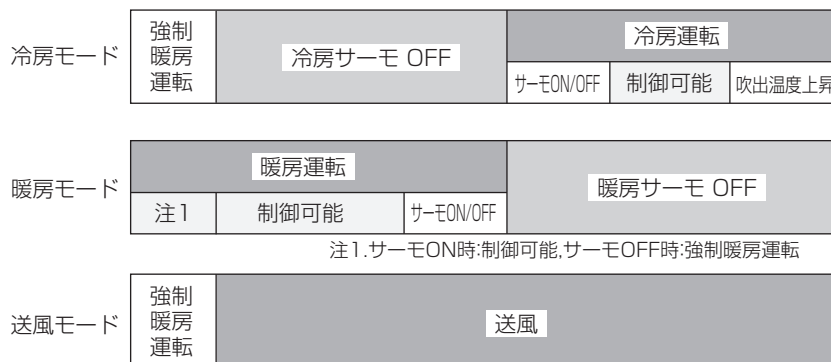 冷房モード
強制
暖房
運転
冷房サーモ OFF
冷房運転
サーモON/OFF
制御可能
吹出温度上昇
暖房モード
暖房運転
注1
制御可能
サーモON/OFF
暖房サーモ OFF
注1.サーモON時:制御可能,サーモOFF時:強制暖房運転
送風モード
強制
暖房
運転
送風